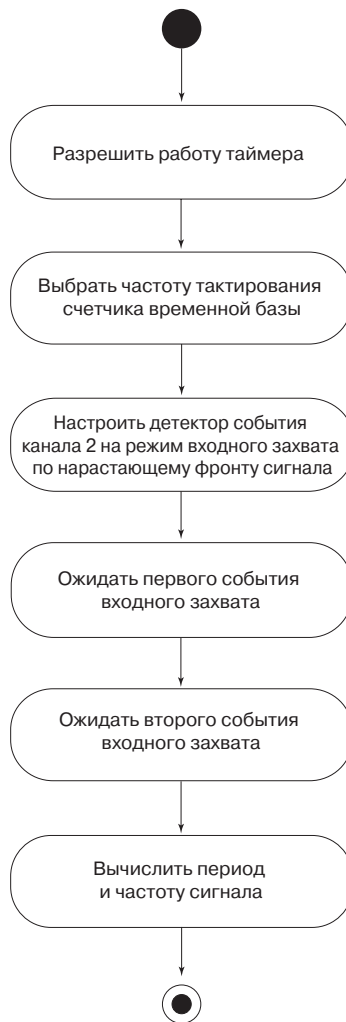 Разрешить работу таймера
Выбрать частоту тактирования
счетчика временной базы
Настроить детектор события
канала 2 на режим входного захвата
по нарастающему фронту сигнала
Ожидать первого события
входного захвата
Ожидать второго события
входного захвата
Вычислить период
и частоту сигнала